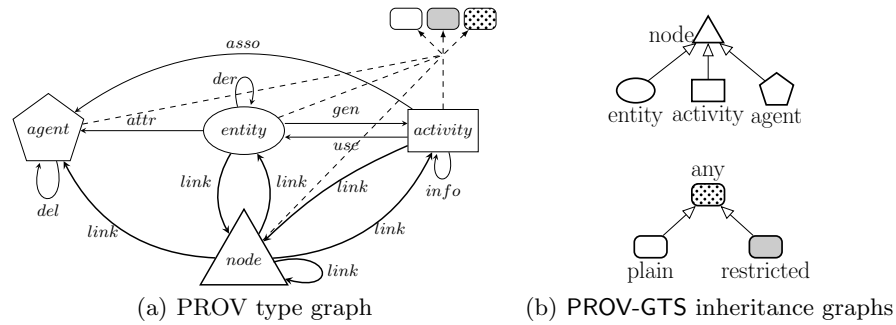 asso
der
gen
agent
attr
entity
activity
use
link
link
link
info
del
link
link
node
link
(a) PROV type graph
node
entity
activity
agent
any
plain
restricted
(b) PROV-GTS inheritance graphs